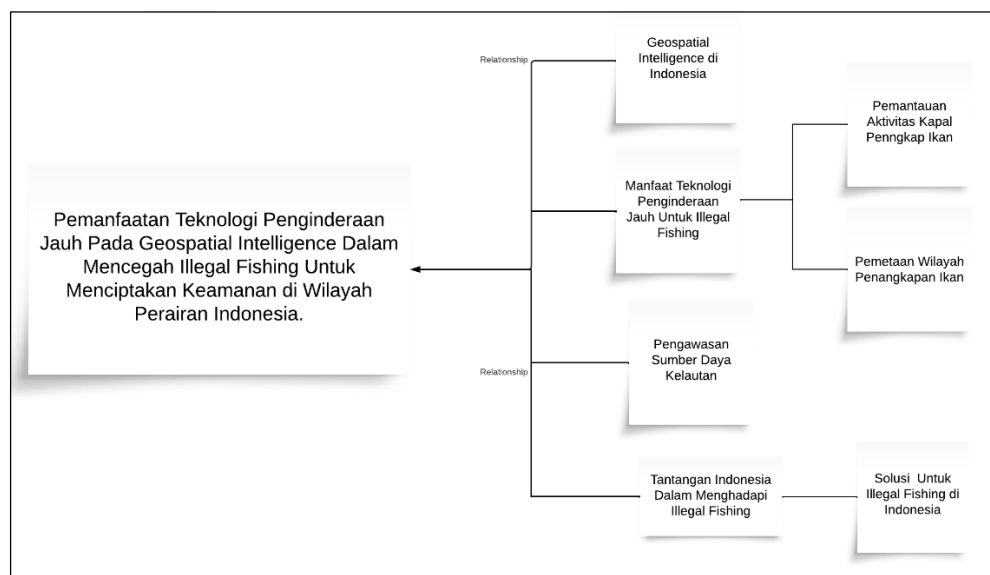 Relationship
Geospatial
Intelligence di
Indonesia
Pemantauan
Aktivitas Kapal
Penngkap Ikan
Manfaat Teknologi
Penginderaan
Jauh Untuk Illegal
Fishing
Pemanfaatan Teknologi Penginderaan
Jauh Pada Geospatial Intelligence Dalam
Mencegah Illegal Fishing Untuk
Menciptakan Keamanan di Wilayah
Perairan Indonesia.
Pemetaan Wilayah
Penangkapan Ikan
Relationship
Pengawasan
Sumber Daya
Kelautan
Tantangan Indonesia
Dalam Menghadapi
Illegal Fishing
Solusi Untuk
Illegal Fishing di
Indonesia